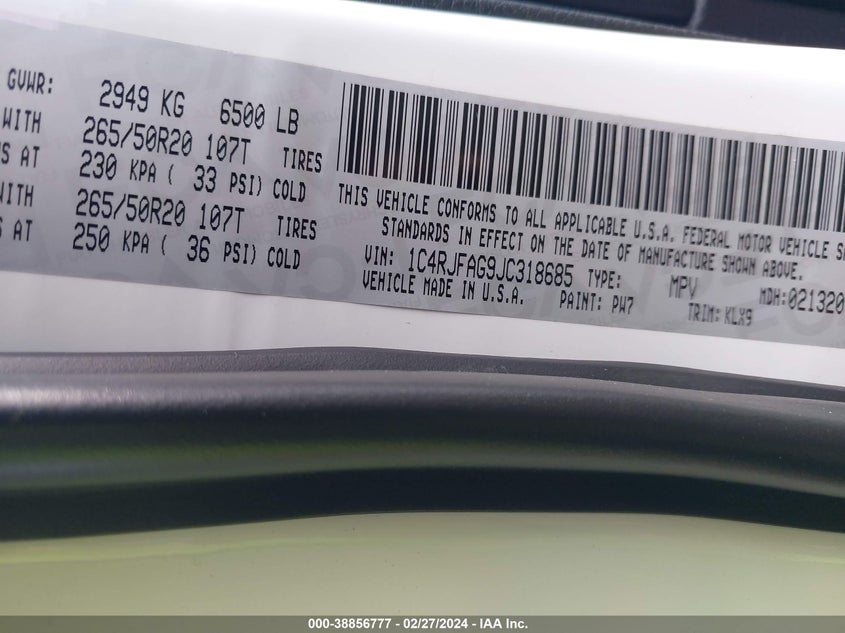 GVWR: 2949 KG 6500 LB
WITH 265/50R20 107T TIRES
AT 230 KPA ( 33 PSI) COLD
WITH 265/50R20 107T TIRES
AT 250 KPA ( 36 PSI) COLD
THIS VEHICLE CONFORMS TO ALL APPLICABLE U.S.A. FEDERAL MOTOR VEHICLE
STANDARDS IN EFFECT ON THE DATE OF MANUFACTURE SHOWN ABOVE.
VIN: 1C4RJFAG9JC318685 TYPE: MPV MDH:021320
VEHICLE MADE IN U.S.A. PAINT: PW7 TRIM: KLX9
000-38856777 - 02/27/2024 - IAA Inc.